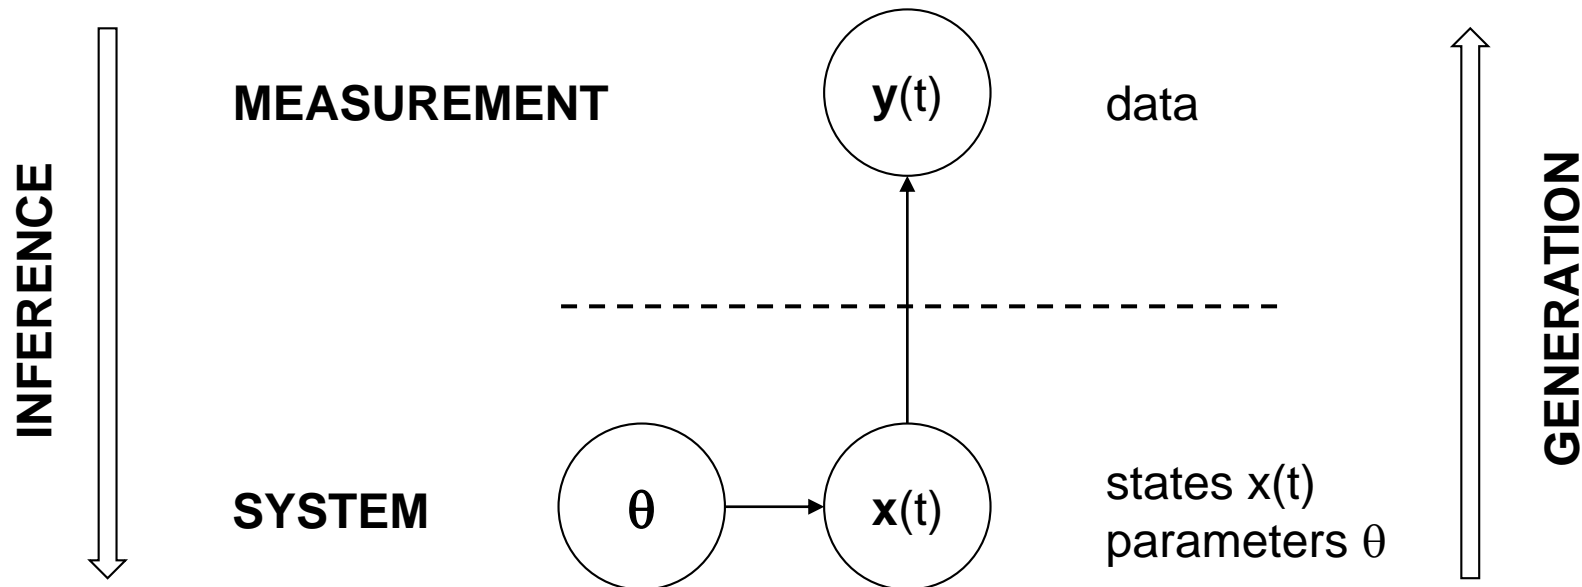 INFERENCE
MEASUREMENT
y(t)
data
GENERATION
SYSTEM
θ
x(t)
states x(t)
parameters θ